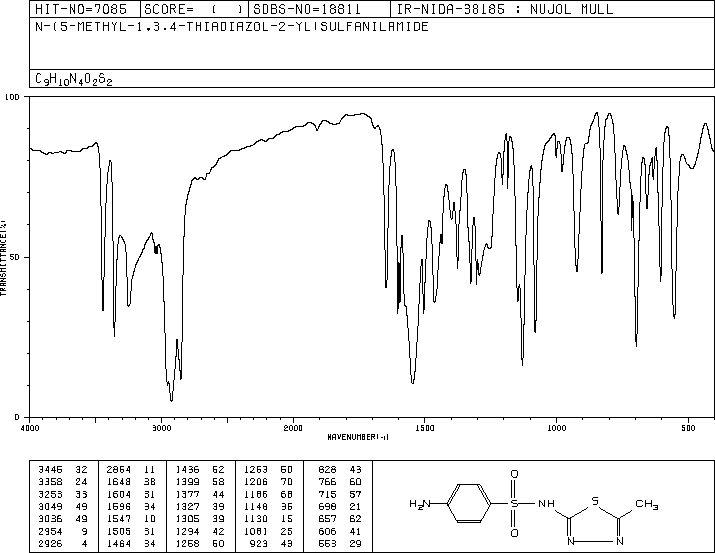 HIT-NO=7085 SCORE= ( ) SDBS-NO=18811 IR-NIDA-38185 : NUJOL MULL
N-(5-METHYL-1,3,4-THIADIAZOL-2-YL)SULFANILAMIDE
C₉H₁₀N₄O₂S₂
100
50
0
TRANSMITTANCE(%)
4000 3000 2000 1500 1000 500
WAVENUMBER(-1)
3445 32 2854 11 1436 52 1263 50 828 43
3358 24 1648 38 1399 58 1206 70 766 60
3253 33 1604 31 1377 44 1186 68 715 57
3049 49 1596 34 1327 39 1148 36 698 21
3036 49 1547 10 1305 39 1130 15 657 62
2954 9 1505 31 1294 42 1081 25 606 41
2926 4 1464 34 1258 50 923 43 553 29
O
S
H₂N S NH CH₃
O
N N